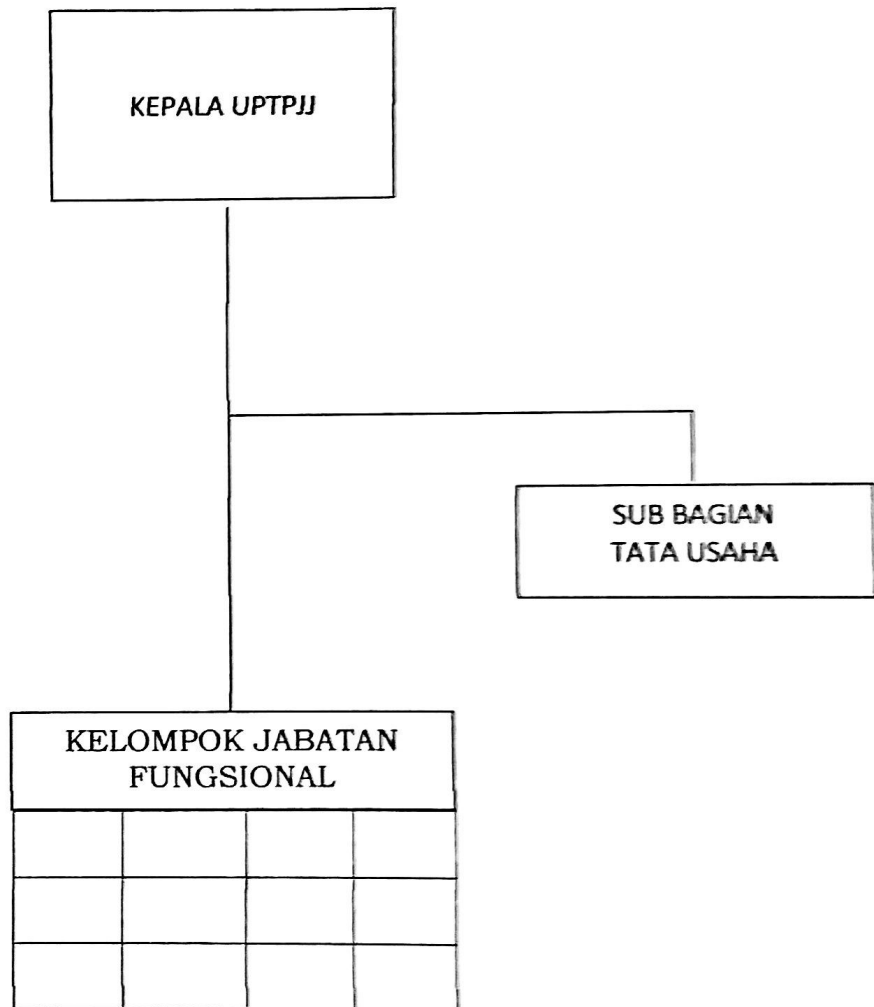 KEPALA UPTPJJ
SUB BAGIAN
TATA USAHA
KELOMPOK JABATAN
FUNGSIONAL